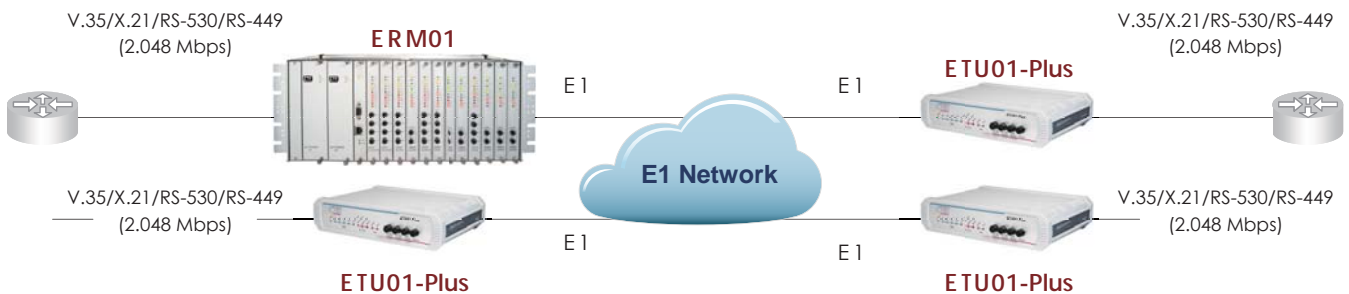 V.35/X.21/RS-530/RS-449
(2.048 Mbps)
ERM01
E1
E1
ETU01-Plus
V.35/X.21/RS-530/RS-449
(2.048 Mbps)
E1 Network
V.35/X.21/RS-530/RS-449
(2.048 Mbps)
ETU01-Plus
E1
E1
ETU01-Plus
V.35/X.21/RS-530/RS-449
(2.048 Mbps)